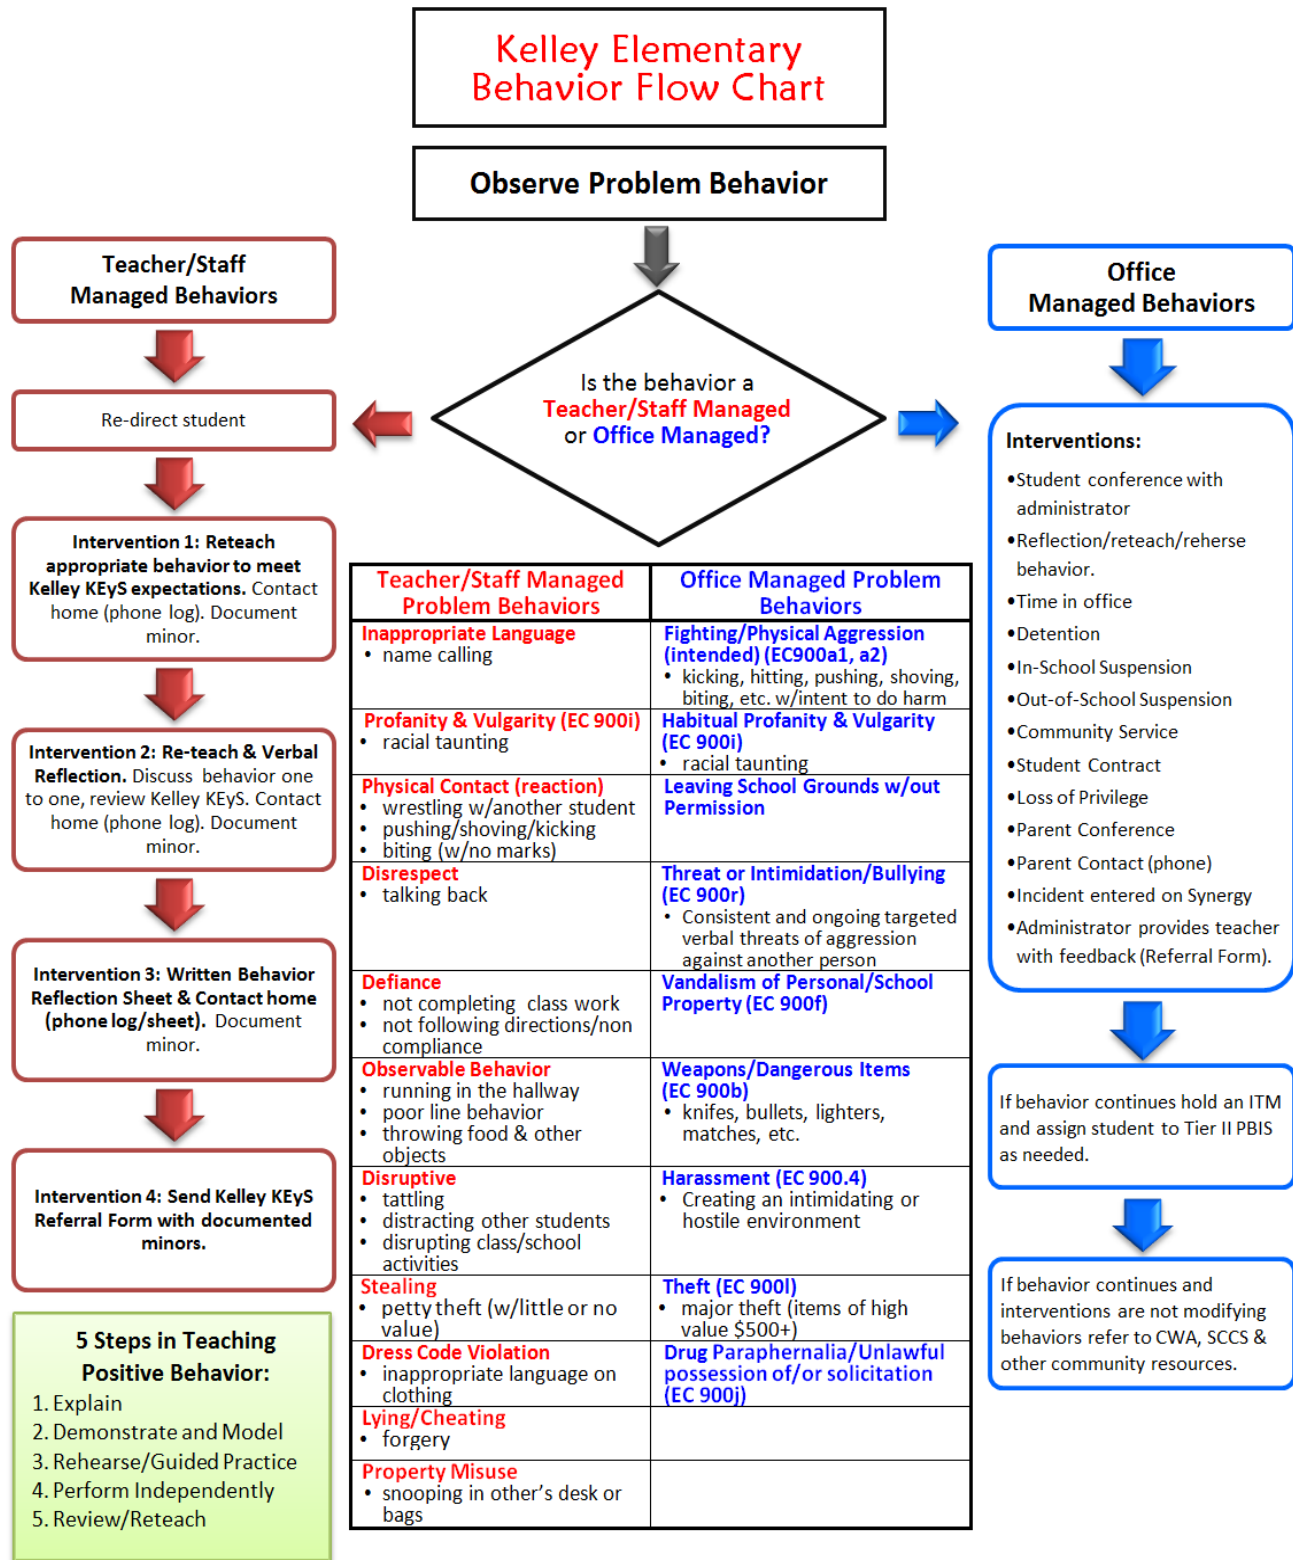 Kelley Elementary
Behavior Flow Chart
Observe Problem Behavior
Teacher/Staff
Managed Behaviors
Re-direct student
Intervention 1: Reteach
appropriate behavior to meet
Kelley KEyS expectations. Contact
home (phone log). Document
minor.
Intervention 2: Re-teach & Verbal
Reflection. Discuss behavior one
to one, review Kelley KEyS. Contact
home (phone log). Document
minor.
Intervention 3: Written Behavior
Reflection Sheet & Contact home
(phone log/sheet). Document
minor.
Intervention 4: Send Kelley KEyS
Referral Form with documented
minors.
5 Steps in Teaching
Positive Behavior:
1. Explain
2. Demonstrate and Model
3. Rehearse/Guided Practice
4. Perform Independently
5. Review/Reteach
Is the behavior a
Teacher/Staff Managed
or Office Managed?
Teacher/Staff Managed
Problem Behaviors
Office Managed Problem
Behaviors
Inappropriate Language
• name calling
Fighting/Physical Aggression
(intended) (EC900a1, a2)
• kicking, hitting, pushing, shoving,
biting, etc. w/intent to do harm
Profanity & Vulgarity (EC 900i)
• racial taunting
Habitual Profanity & Vulgarity
(EC 900i)
• racial taunting
Physical Contact (reaction)
• wrestling w/another student
• pushing/shoving/kicking
• biting (w/no marks)
Leaving School Grounds w/out
Permission
Disrespect
• talking back
Threat or Intimidation/Bullying
(EC 900r)
• Consistent and ongoing targeted
verbal threats of aggression
against another person
Defiance
• not completing class work
• not following directions/non
compliance
Vandalism of Personal/School
Property (EC 900f)
Observable Behavior
• running in the hallway
• poor line behavior
• throwing food & other
objects
Weapons/Dangerous Items
(EC 900b)
• knifes, bullets, lighters,
matches, etc.
Disruptive
• tattling
• distracting other students
• disrupting class/school
activities
Harassment (EC 900.4)
• Creating an intimidating or
hostile environment
Stealing
• petty theft (w/little or no
value)
Theft (EC 900l)
• major theft (items of high
value $500+)
Dress Code Violation
• inappropriate language on
clothing
Drug Paraphernalia/Unlawful
possession of/or solicitation
(EC 900j)
Lying/Cheating
• forgery
Property Misuse
• snooping in other's desk or
bags
Office
Managed Behaviors
Interventions:
•Student conference with
administrator
•Reflection/reteach/reherse
behavior.
•Time in office
•Detention
•In-School Suspension
•Out-of-School Suspension
•Community Service
•Student Contract
•Loss of Privilege
•Parent Conference
•Parent Contact (phone)
•Incident entered on Synergy
•Administrator provides teacher
with feedback (Referral Form).
If behavior continues hold an ITM
and assign student to Tier II PBIS
as needed.
If behavior continues and
interventions are not modifying
behaviors refer to CWA, SCCS &
other community resources.